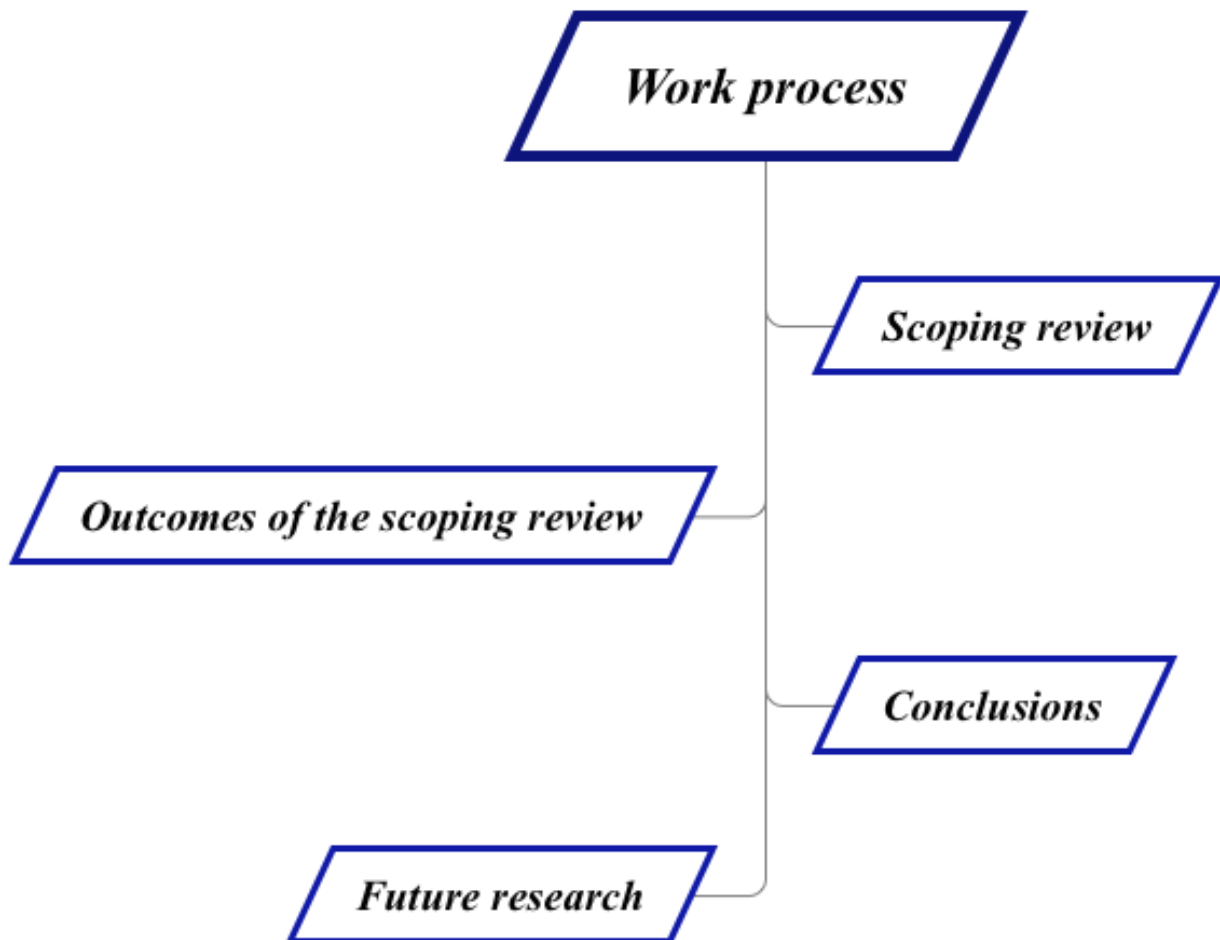 Work process
Scoping review
Outcomes of the scoping review
Conclusions
Future research